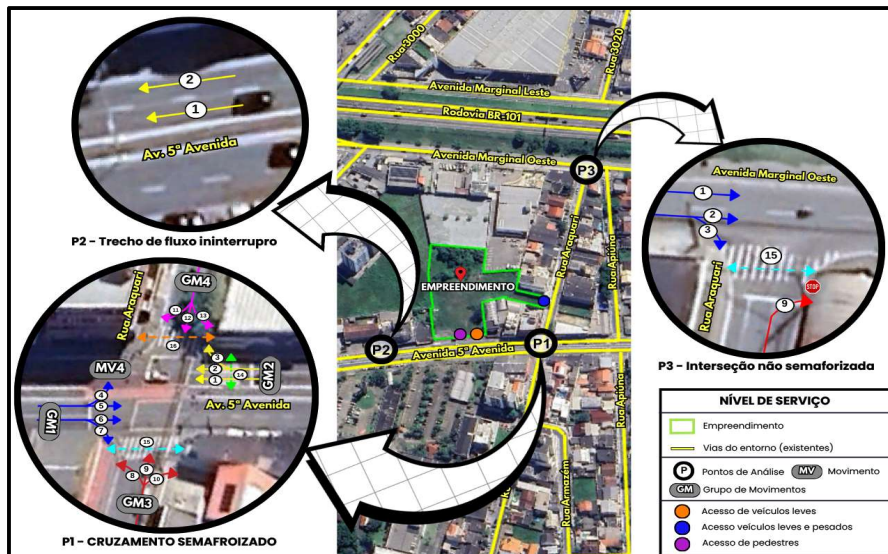 2
1
Av. 5ª Avenida
P2 - Trecho de fluxo ininterrupro
Rua 3000
Rua 3020
Avenida Marginal Leste
Rodovia BR-101
Avenida Marginal Oeste
P3
Rua Araquari
Rua Apiúna
EMPREENDIMENTO
P2
P1
Avenida 5ª Avenida
Rua Apiúna
Rua Armazém
Avenida Marginal Oeste
1
2
3
15
STOP
9
Rua Araquari
P3 - Interseção não semaforizada
Rua Araquari
GM4
11
12
13
16
3
2
1
14
GM2
MV4
4
5
6
7
GM1
Av. 5ª Avenida
15
8
9
10
GM3
P1 - CRUZAMENTO SEMAFROIZADO
NÍVEL DE SERVIÇO
Empreendimento
Vias do entorno (existentes)
P Pontos de Análise MV Movimento
GM Grupo de Movimentos
Acesso de veículos leves
Acesso veículos leves e pesados
Acesso de pedestres